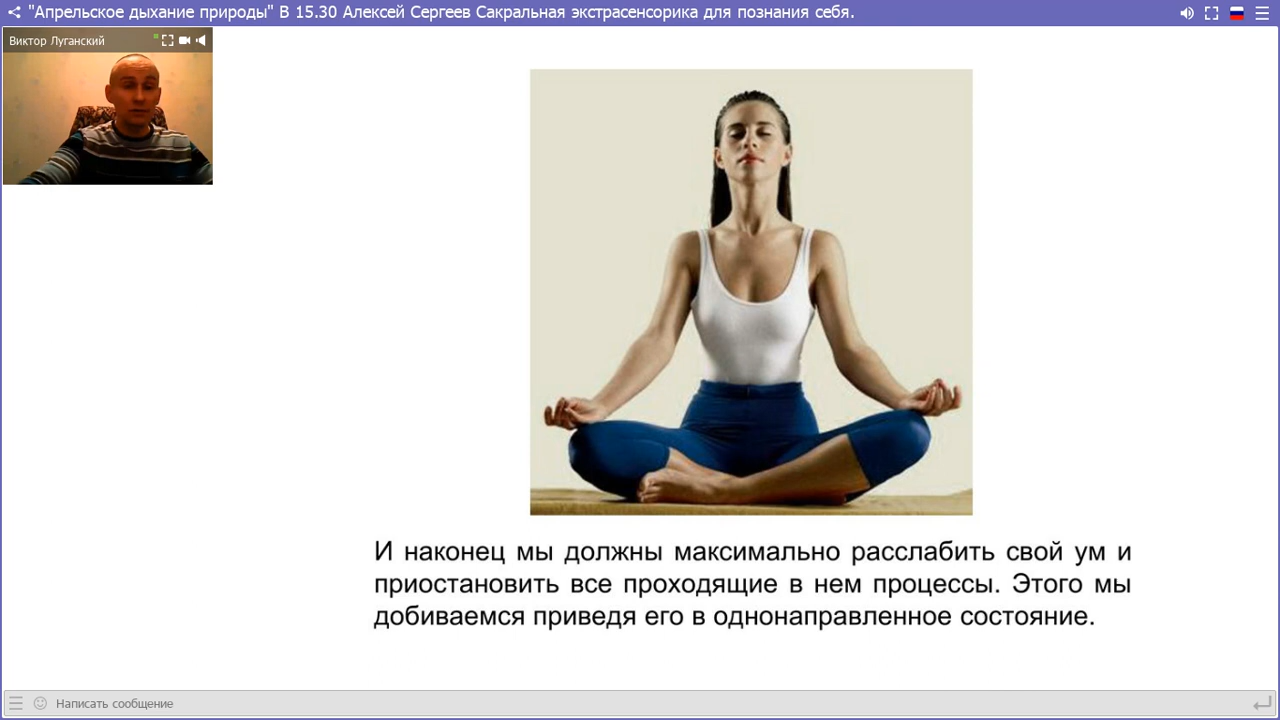 "Апрельское дыхание природы" В 15.30 Алексей Сергеев Сакральная экстрасенсорика для познания себя.
Виктор Луганский
И наконец мы должны максимально расслабить свой ум и
приостановить все проходящие в нем процессы. Этого мы
добиваемся приведя его в однонаправленное состояние.
Написать сообщение